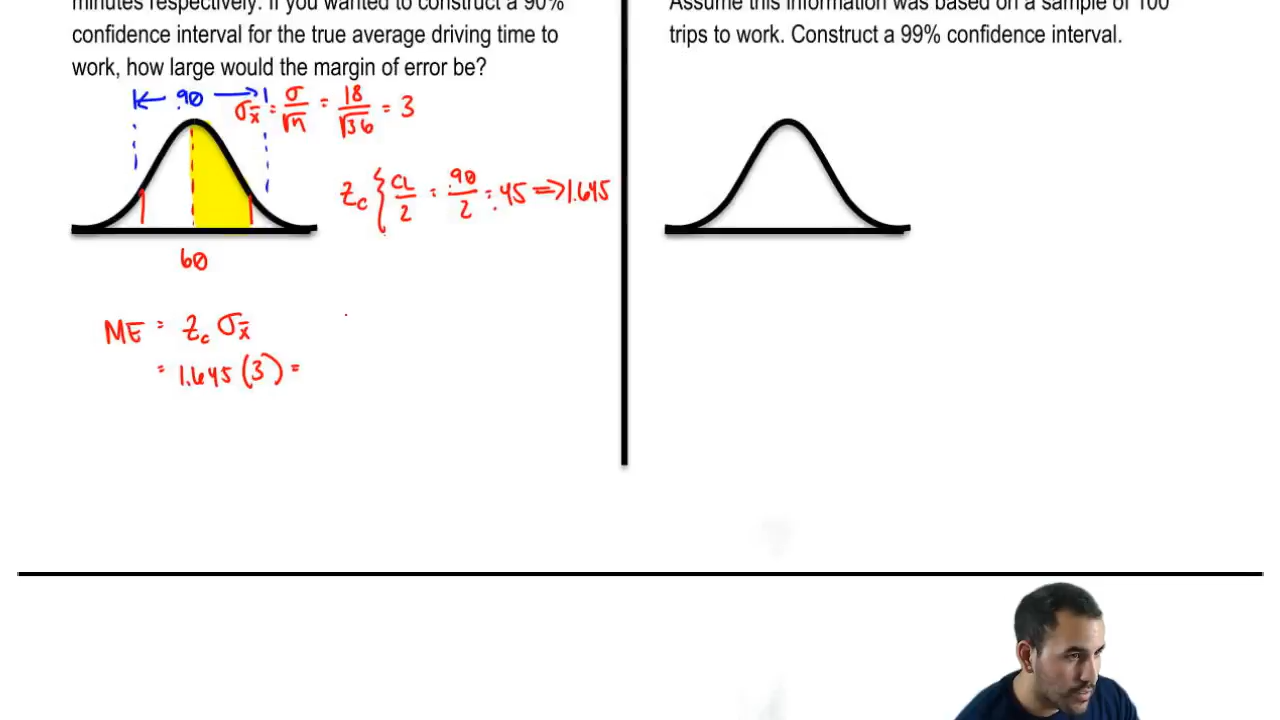 minutes respectively. If you wanted to construct a 90%
confidence interval for the true average driving time to
work, how large would the margin of error be?
.90
σx̄ = σ/√n = 18/√36 = 3
Zc { CL/2 = .90/2 = .45 => 1.645
60
ME = Zc σx̄
= 1.645 (3) =
Assume this information was based on a sample of 100
trips to work. Construct a 99% confidence interval.